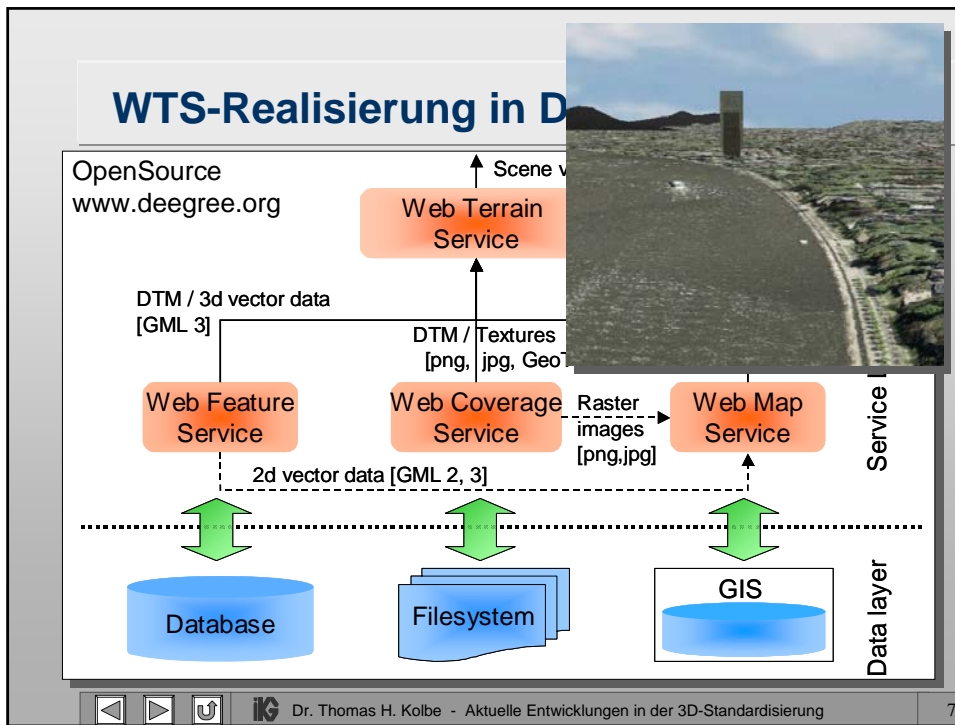 WTS-Realisierung in D
OpenSource
www.deegree.org
Scene v
Web Terrain
Service
DTM / 3d vector data
[GML 3]
DTM / Textures
[png, jpg, GeoT
Web Feature
Service
Web Coverage
Service
Raster
images
[png,jpg]
Web Map
Service
Service
2d vector data [GML 2, 3]
Database
Filesystem
GIS
Data layer
iKG Dr. Thomas H. Kolbe - Aktuelle Entwicklungen in der 3D-Standardisierung 7